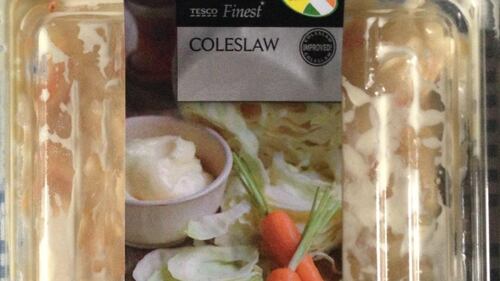 TESCO Finest*
COLESLAW
IMPROVED!